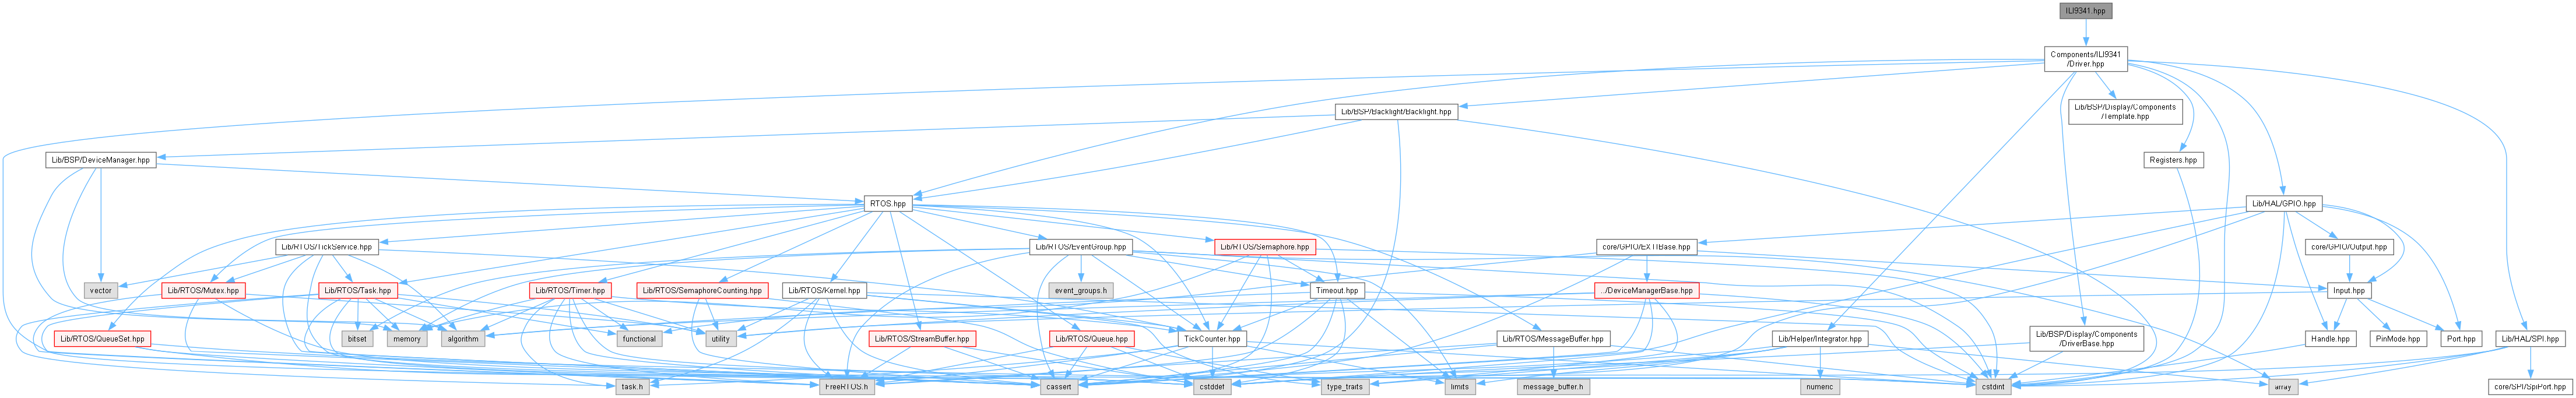 ILI9341.hpp
Components/ILI9341
/Driver.hpp
Lib/BSP/Backlight/Backlight.hpp
Lib/BSP/Display/Components
/Template.hpp
Lib/BSP/DeviceManager.hpp
Registers.hpp
RTOS.hpp
Lib/HAL/GPIO.hpp
Lib/RTOS/TickService.hpp
Lib/RTOS/EventGroup.hpp
Lib/RTOS/Semaphore.hpp
core/GPIO/EXTIBase.hpp
core/GPIO/Output.hpp
vector
Lib/RTOS/Mutex.hpp
Lib/RTOS/Task.hpp
Lib/RTOS/Timer.hpp
Lib/RTOS/SemaphoreCounting.hpp
Lib/RTOS/Kernel.hpp
event_groups.h
Timeout.hpp
../DeviceManagerBase.hpp
Input.hpp
Lib/RTOS/QueueSet.hpp
bitset
memory
algorithm
functional
utility
Lib/RTOS/StreamBuffer.hpp
Lib/RTOS/Queue.hpp
TickCounter.hpp
Lib/RTOS/MessageBuffer.hpp
Lib/Helper/Integrator.hpp
Lib/BSP/Display/Components
/DriverBase.hpp
Handle.hpp
PinMode.hpp
Port.hpp
Lib/HAL/SPI.hpp
task.h
FreeRTOS.h
cassert
cstddef
type_traits
limits
message_buffer.h
numeric
cstdint
array
core/SPI/SpiPort.hpp